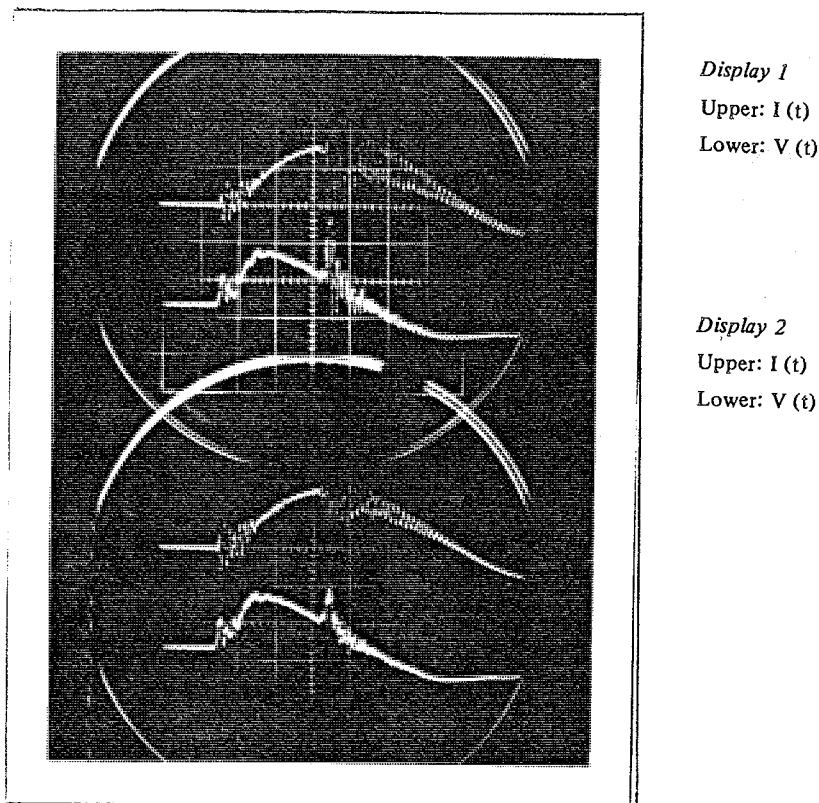 Display 1
Upper: I (t)
Lower: V (t)
Display 2
Upper: I (t)
Lower: V (t)